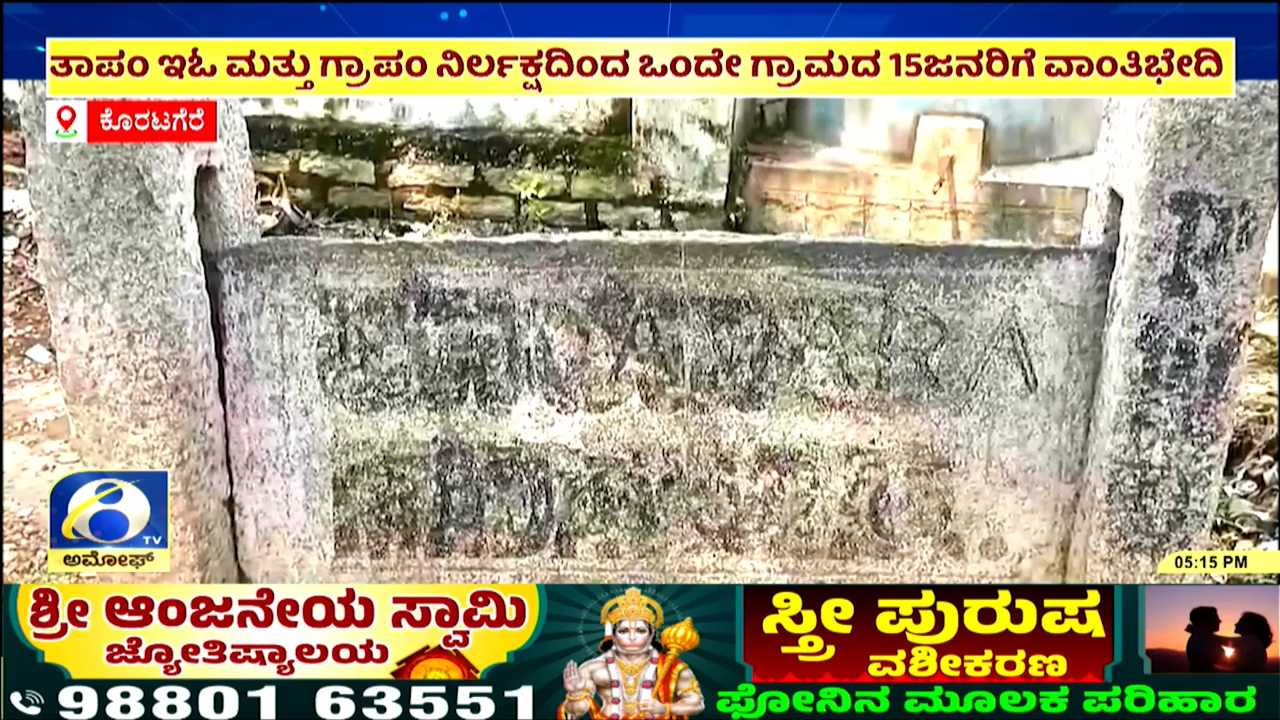 ತಾಪಂ ಇಓ ಮತ್ತು ಗ್ರಾಪಂ ನಿರ್ಲಕ್ಷದಿಂದ ಒಂದೇ ಗ್ರಾಮದ 15ಜನರಿಗೆ ವಾಂತಿಭೇದಿ
ಕೊರಟಗೆರೆ
TV
ಅಮೋಘ್
05:15 PM
ಶ್ರೀ ಆಂಜನೇಯ ಸ್ವಾಮಿ
ಜ್ಯೋತಿಷ್ಯಾಲಯ
98801 63551
ಸ್ತ್ರೀ ಪುರುಷ
ವಶೀಕರಣ
ಫೋನಿನ ಮೂಲಕ ಪರಿಹಾರ